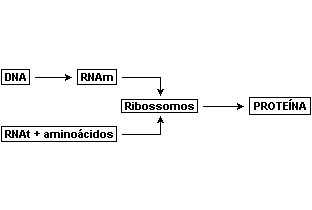 DNA
RNAm
Ribossomos
PROTEÍNA
RNAt + aminoácidos